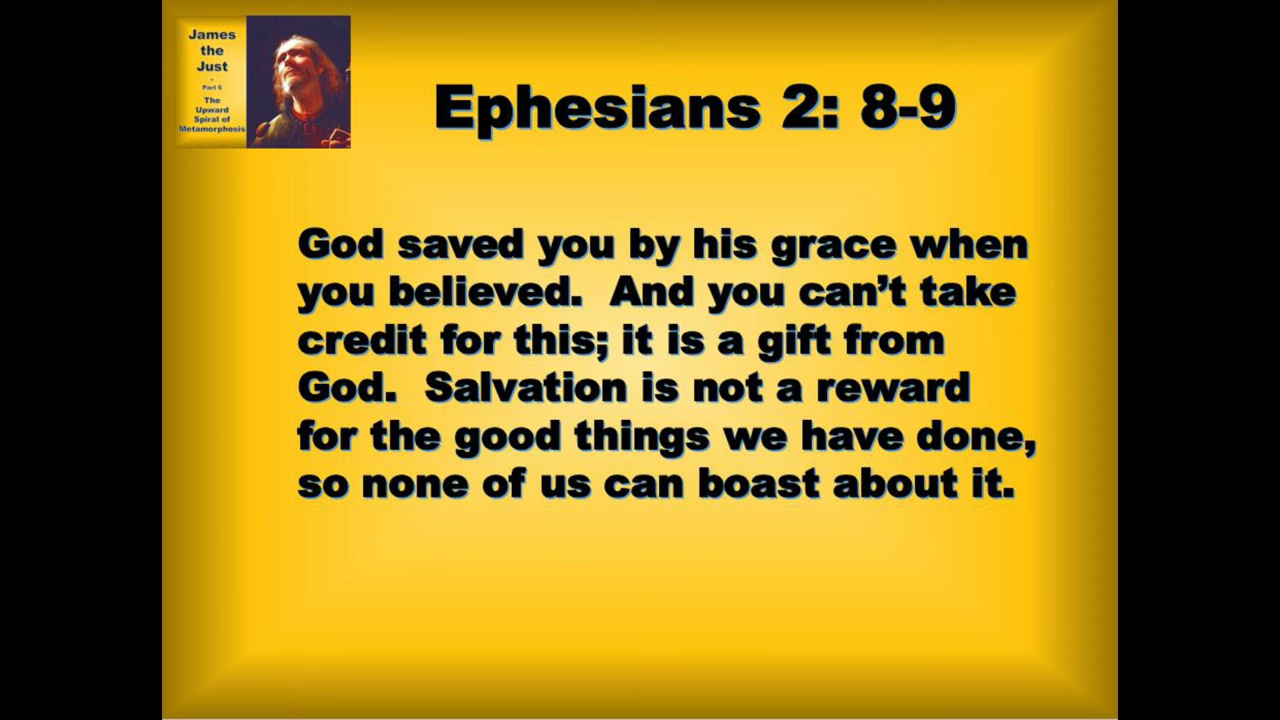 James
the
Just
-
Part 6
The
Upward
Spiral of
Metamorphosis
Ephesians 2: 8-9
God saved you by his grace when
you believed.  And you can’t take
credit for this; it is a gift from
God.  Salvation is not a reward
for the good things we have done,
so none of us can boast about it.